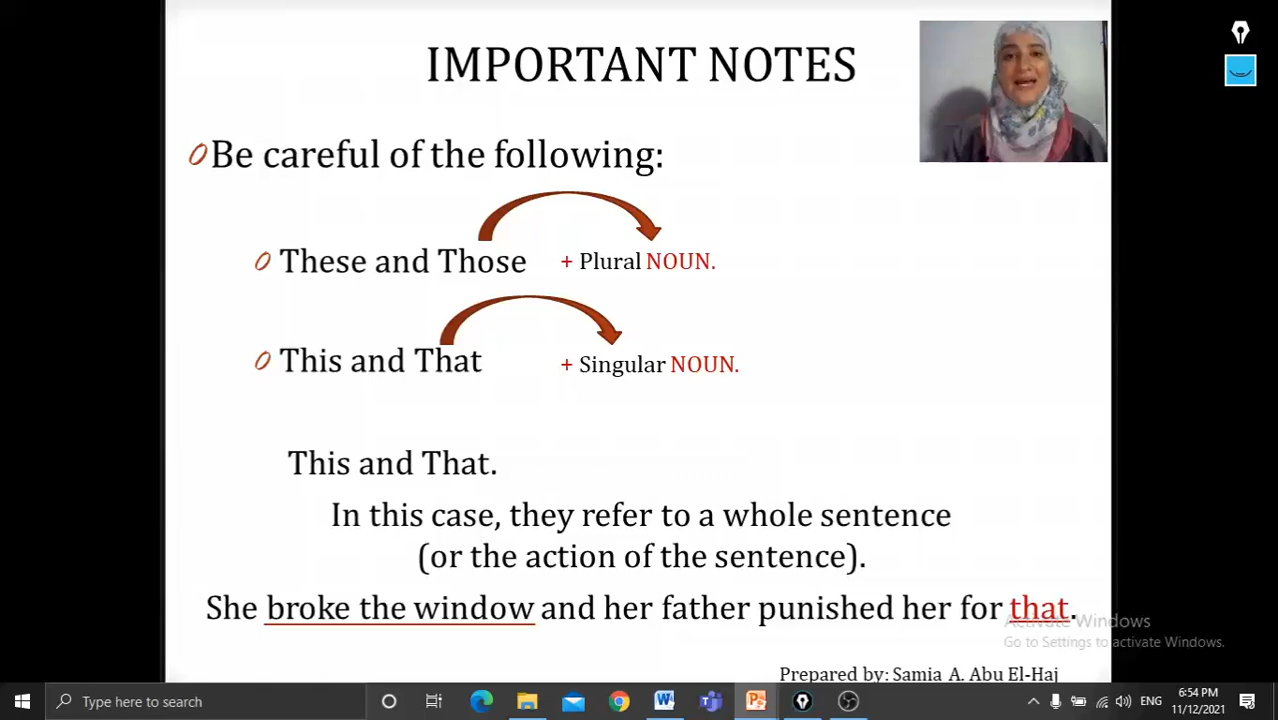 IMPORTANT NOTES
Be careful of the following:
These and Those + Plural NOUN.
This and That + Singular NOUN.
This and That.
In this case, they refer to a whole sentence
(or the action of the sentence).
She broke the window and her father punished her for that.
Activate Windows
Go to Settings to activate Windows.
Prepared by: Samia A. Abu El-Haj
Type here to search
ENG
6:54 PM
11/12/2021